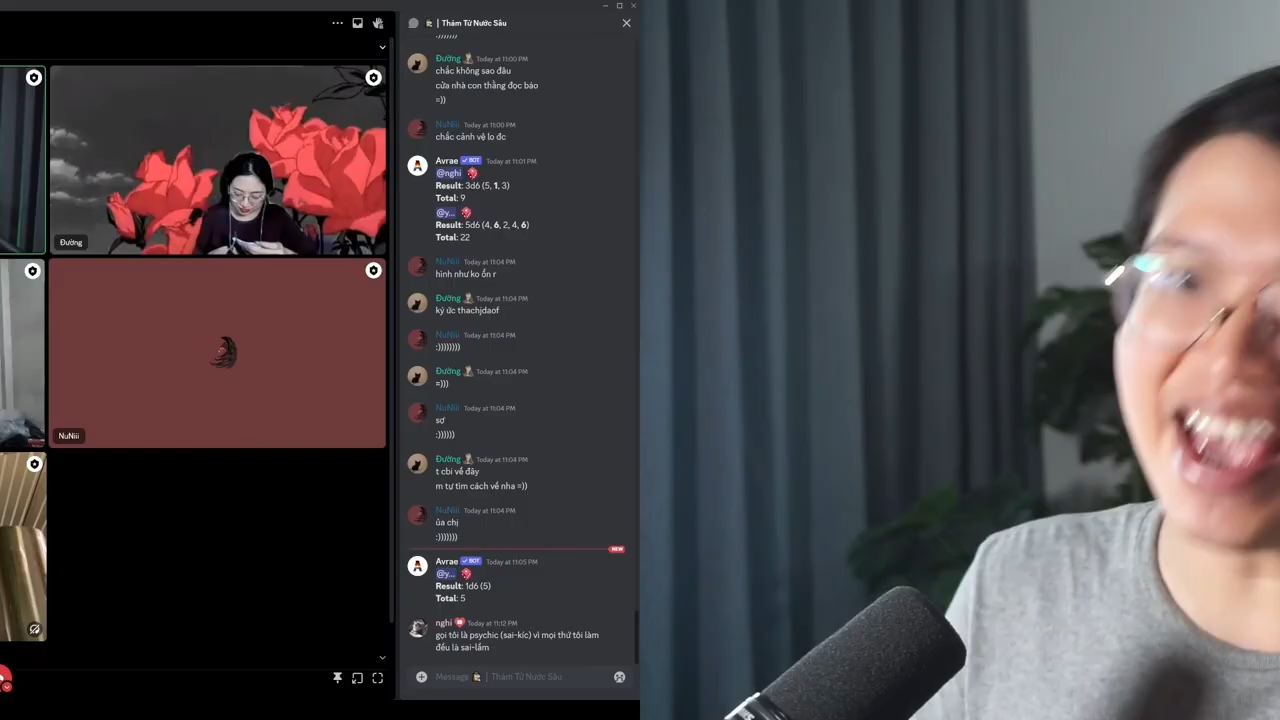 | Thám Tử Nước Sâu
:)))))))
Đường Today at 11:00 PM
chắc không sao đâu
cửa nhà con thằng đọc báo
=))
NuNiii Today at 11:00 PM
chắc cảnh vệ lo đc
Avrae BOT Today at 11:01 PM
@nghi
Result: 3d6 (5, 1, 3)
Total: 9
@y...
Result: 5d6 (4, 6, 2, 4, 6)
Total: 22
NuNiii Today at 11:04 PM
hình như ko ổn r
Đường Today at 11:04 PM
ký ức thachjdaof
NuNiii Today at 11:04 PM
:))))))))
Đường Today at 11:04 PM
=)))
NuNiii Today at 11:04 PM
sợ
:))))))
Đường Today at 11:04 PM
t cbi về đây
m tự tìm cách về nha =))
NuNiii Today at 11:04 PM
ủa chị
:)))))))
NEW
Avrae BOT Today at 11:05 PM
@y...
Result: 1d6 (5)
Total: 5
nghi Today at 11:12 PM
gọi tôi là psychic (sai-kíc) vì mọi thứ tôi làm
đều là sai-lầm
Message | Thám Tử Nước Sâu
Đường
NuNiii